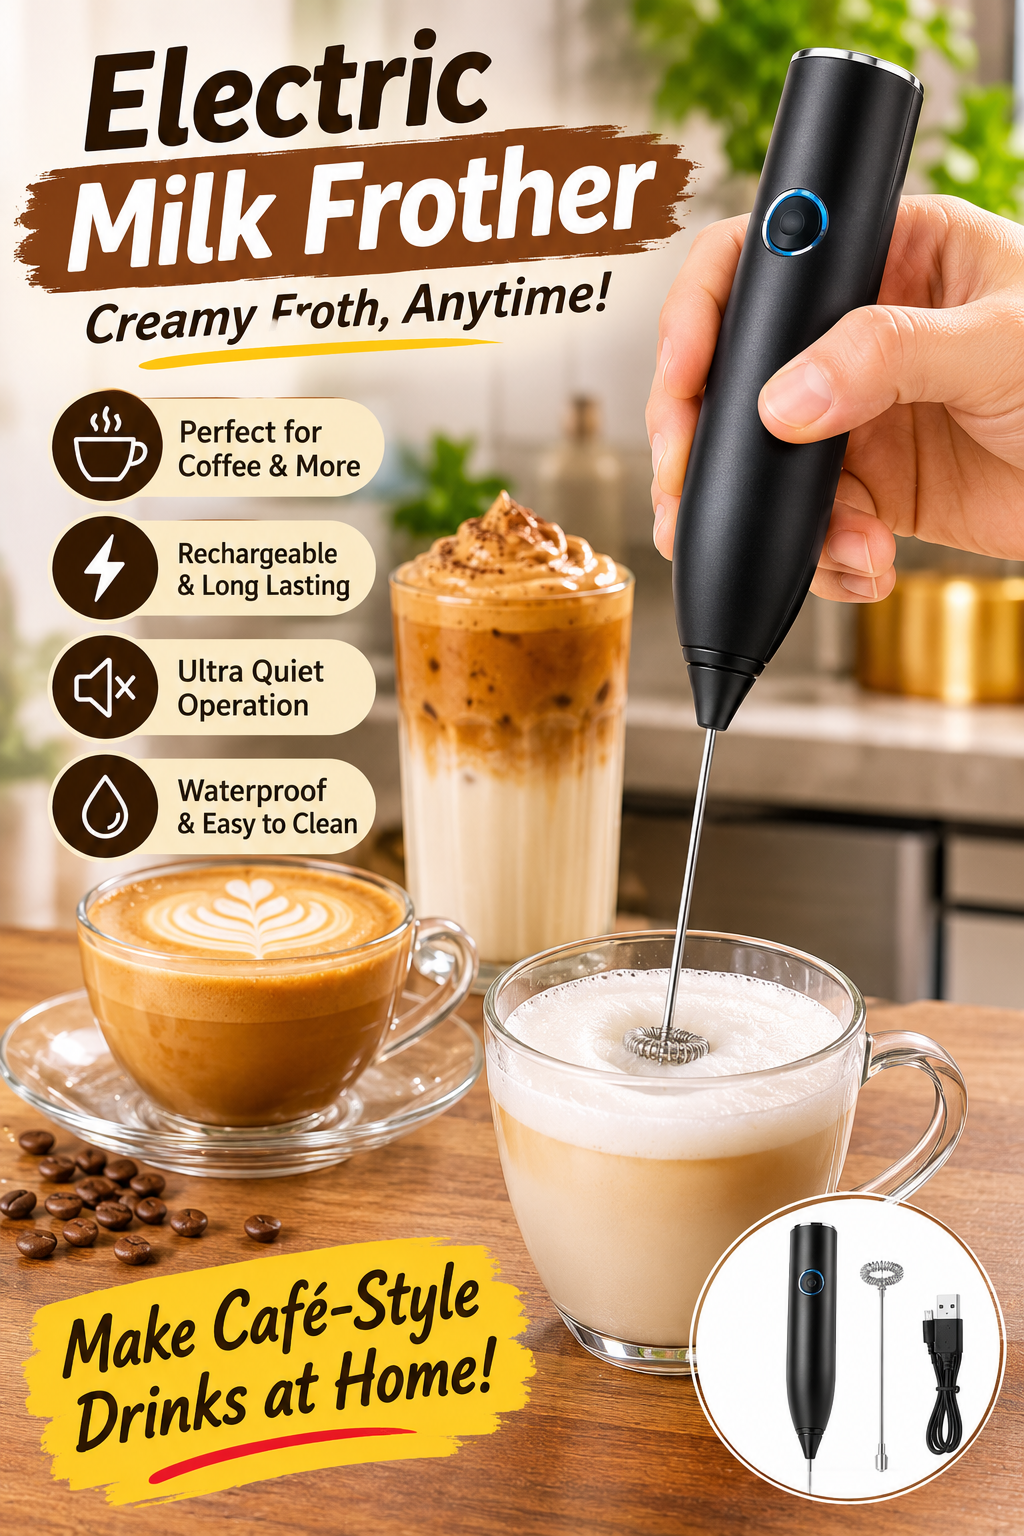 Electric
Milk Frother
Creamy Froth, Anytime!
Perfect for
Coffee & More
Rechargeable
& Long Lasting
Ultra Quiet
Operation
Waterproof
& Easy to Clean
Make Café-Style
Drinks at Home!